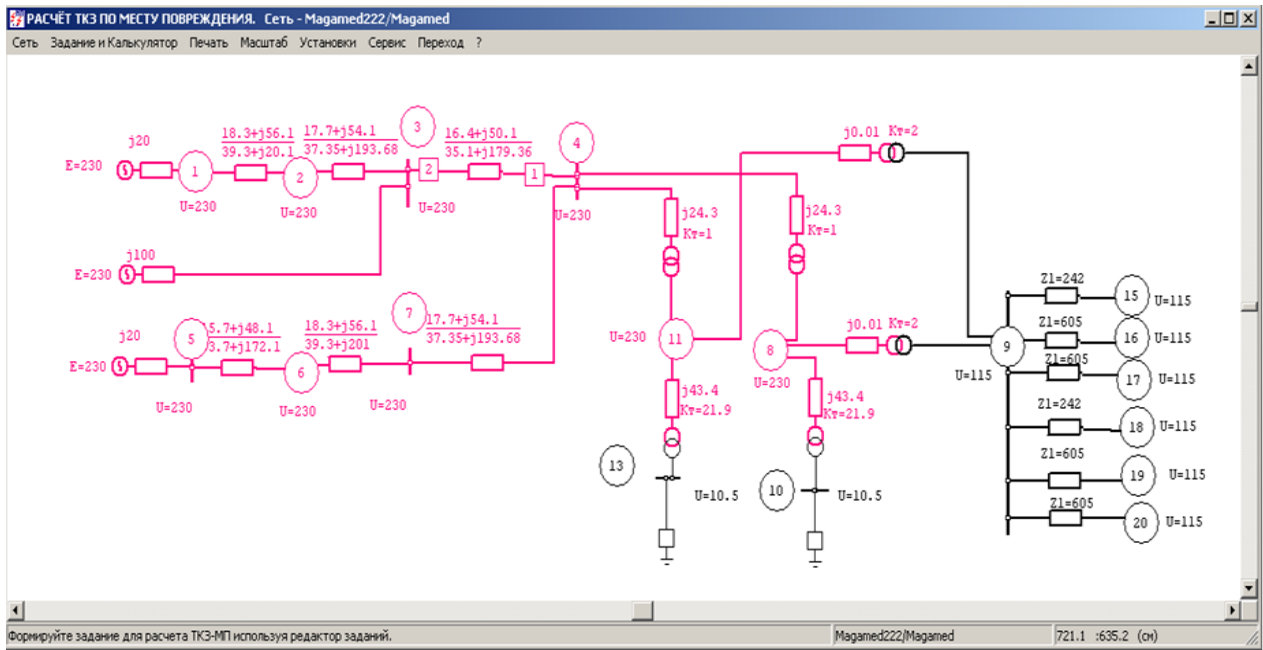 РАСЧЁТ ТКЗ ПО МЕСТУ ПОВРЕЖДЕНИЯ. Сеть - Magamed222/Magamed
Сеть Задание и Калькулятор Печать Масштаб Установки Сервис Переход ?
j20
E=230
1
U=230
18.3+j56.1
39.3+j20.1
2
U=230
17.7+j54.1
37.35+j193.68
3
2
U=230
16.4+j50.1
35.1+j179.36
1
4
U=230
j100
E=230
j20
E=230
5
U=230
5.7+j48.1
3.7+j172.1
6
U=230
18.3+j56.1
39.3+j201
7
U=230
17.7+j54.1
37.35+j193.68
j24.3
Кт=1
j24.3
Кт=1
j0.01 Кт=2
U=230
11
8
U=230
j0.01 Кт=2
j43.4
Кт=21.9
j43.4
Кт=21.9
13
U=10.5
10
U=10.5
9
U=115
Z1=242
15
U=115
Z1=605
16
U=115
Z1=605
17
U=115
Z1=242
18
U=115
Z1=605
19
U=115
Z1=605
20
U=115
Формируйте задание для расчета ТКЗ-МП используя редактор заданий.
Magamed222/Magamed
721.1 :635.2 (см)